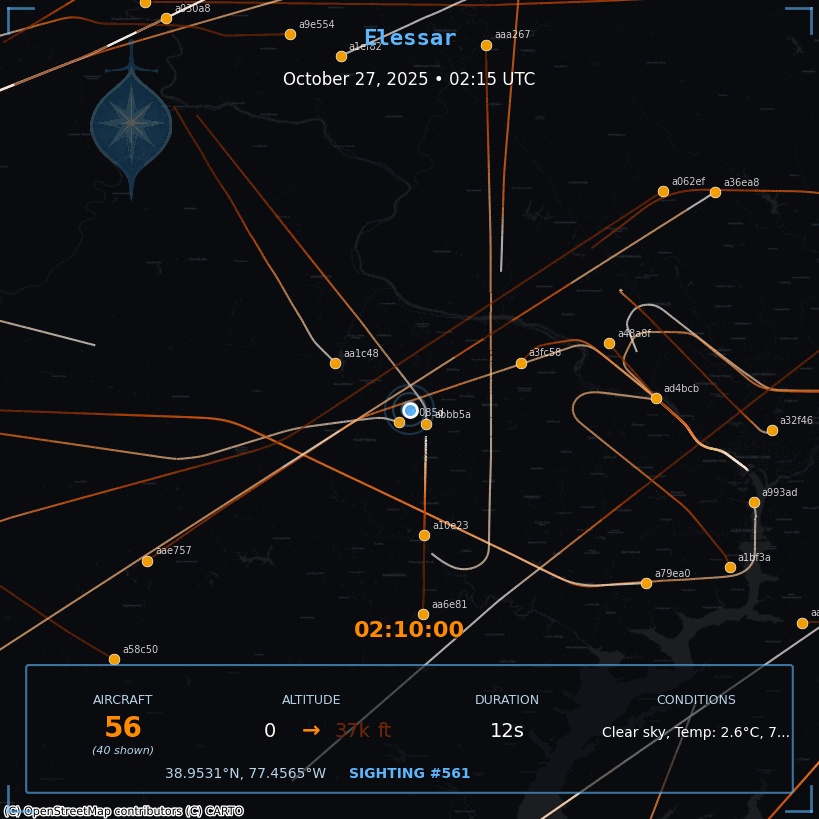 a030a8
a9e554
Elessar
a1ef82
aaa267
October 27, 2025 • 02:15 UTC
a062ef
a36ea8
a48a8f
aa1c48
a3fc58
ad4bcb
abbb5a
a32f46
a993ad
a10e23
aae757
a1bf3a
a79ea0
aa6e81
02:10:00
a58c50
AIRCRAFT ALTITUDE DURATION CONDITIONS
56 0 → 37k ft 12s Clear sky, Temp: 2.6°C, 7...
(40 shown)
38.9531°N, 77.4565°W SIGHTING #561
(C) OpenStreetMap contributors (C) CARTO